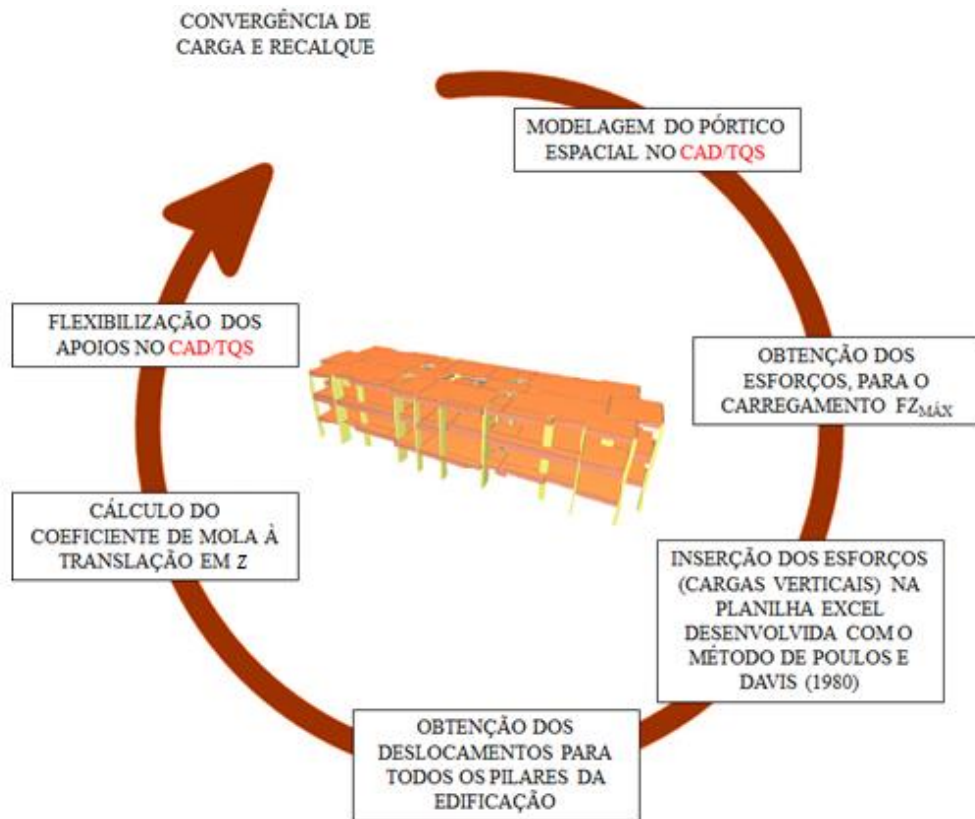 CONVERGÊNCIA DE
CARGA E RECALQUE
MODELAGEM DO PÓRTICO
ESPACIAL NO CAD/TQS
OBTENÇÃO DOS
ESFORÇOS, PARA O
CARREGAMENTO FZMÁX
INSERÇÃO DOS ESFORÇOS
(CARGAS VERTICAIS) NA
PLANILHA EXCEL
DESENVOLVIDA COM O
MÉTODO DE POULOS E
DAVIS (1980)
OBTENÇÃO DOS
DESLOCAMENTOS PARA
TODOS OS PILARES DA
EDIFICAÇÃO
CÁLCULO DO
COEFICIENTE DE MOLA À
TRANSLAÇÃO EM Z
FLEXIBILIZAÇÃO DOS
APOIOS NO CAD/TQS